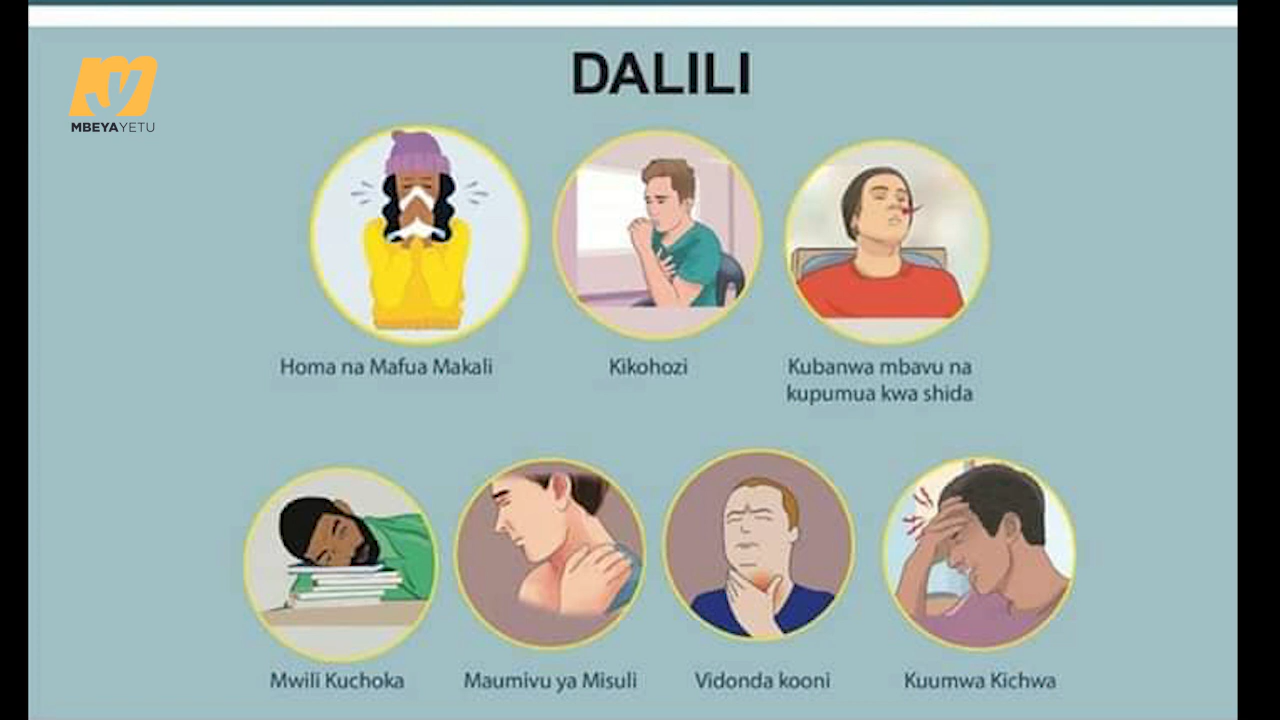 DALILI
MBEYAYETU
Homa na Mafua Makali
Kikohozi
Kubanwa mbavu na
kupumua kwa shida
Mwili Kuchoka
Maumivu ya Misuli
Vidonda kooni
Kuumwa Kichwa